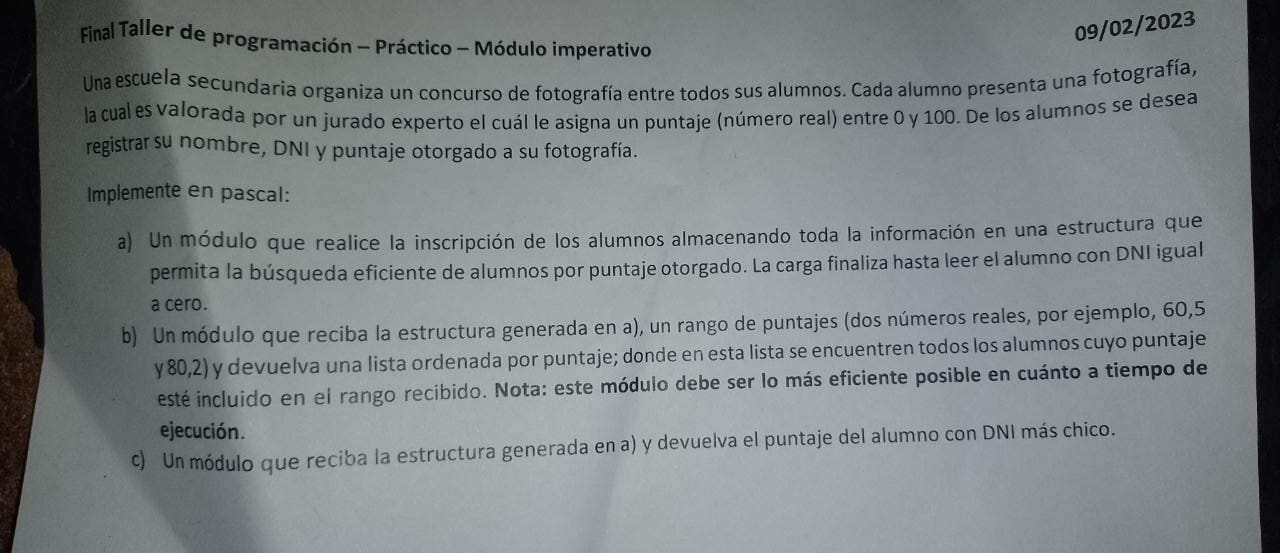 Final Taller de programación – Práctico – Módulo imperativo
09/02/2023
Una escuela secundaria organiza un concurso de fotografía entre todos sus alumnos. Cada alumno presenta una fotografía,
la cual es valorada por un jurado experto el cuál le asigna un puntaje (número real) entre 0 y 100. De los alumnos se desea
registrar su nombre, DNI y puntaje otorgado a su fotografía.
Implemente en pascal:
a) Un módulo que realice la inscripción de los alumnos almacenando toda la información en una estructura que
permita la búsqueda eficiente de alumnos por puntaje otorgado. La carga finaliza hasta leer el alumno con DNI igual
a cero.
b) Un módulo que reciba la estructura generada en a), un rango de puntajes (dos números reales, por ejemplo, 60,5
y 80,2) y devuelva una lista ordenada por puntaje; donde en esta lista se encuentren todos los alumnos cuyo puntaje
esté incluido en el rango recibido. Nota: este módulo debe ser lo más eficiente posible en cuánto a tiempo de
ejecución.
c) Un módulo que reciba la estructura generada en a) y devuelva el puntaje del alumno con DNI más chico.